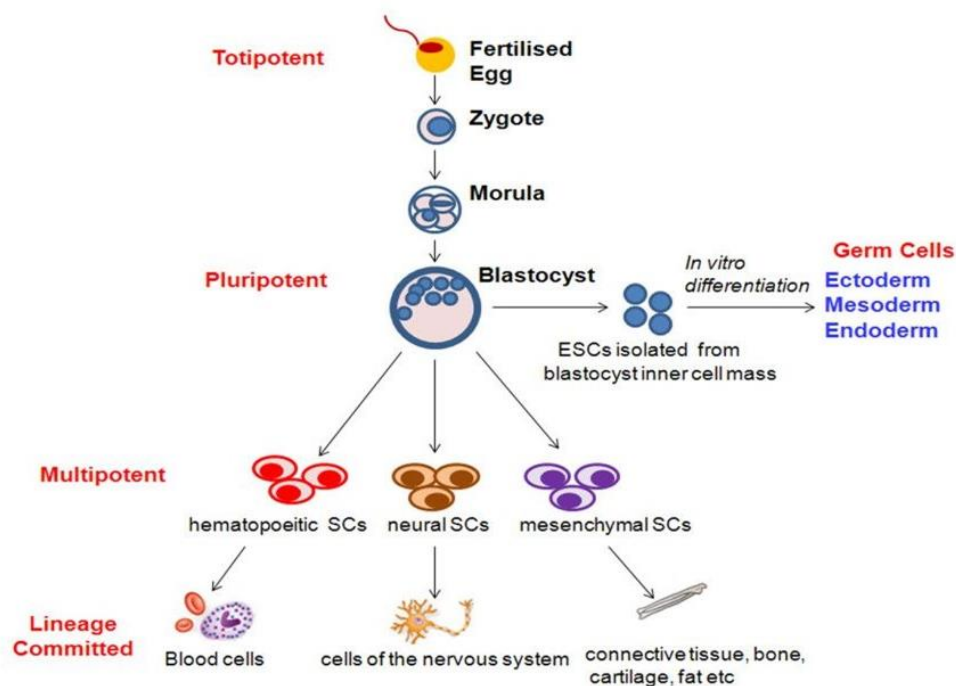 Totipotent
Fertilised
Egg
Zygote
Morula
Pluripotent
Blastocyst
In vitro
differentiation
Germ Cells
Ectoderm
Mesoderm
Endoderm
ESCs isolated from
blastocyst inner cell mass
Multipotent
hematopoeitic SCs
neural SCs
mesenchymal SCs
Lineage
Committed
Blood cells
cells of the nervous system
connective tissue, bone,
cartilage, fat etc